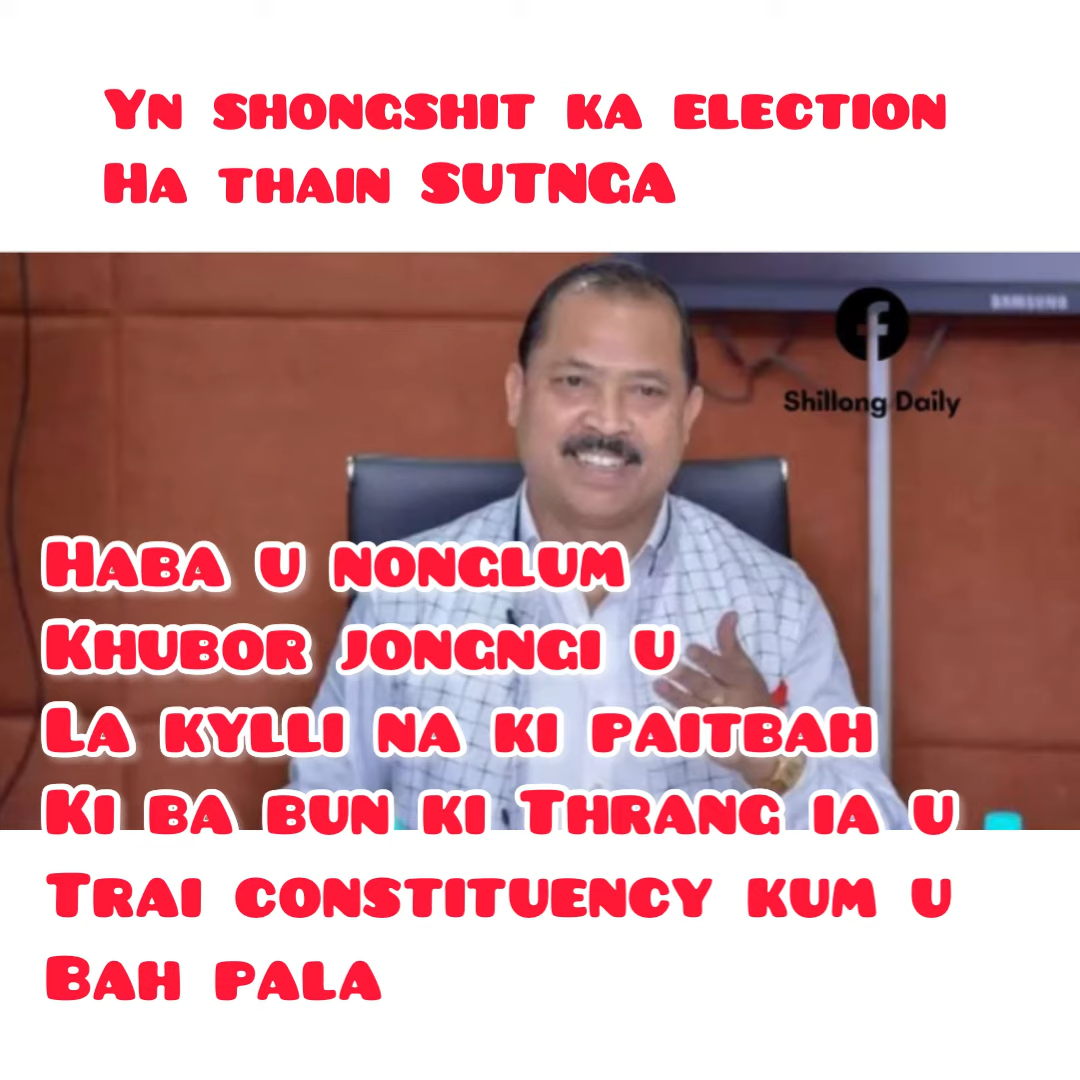 Yn shongshit ka election
Ha thain SUTNGA
SAMSUNG
f
Shillong Daily
Haba u nonglum
Khubor jongngi u
La kylli na ki paitbah
Ki ba bun ki Thrang ia u
Trai constituency kum u
Bah pala